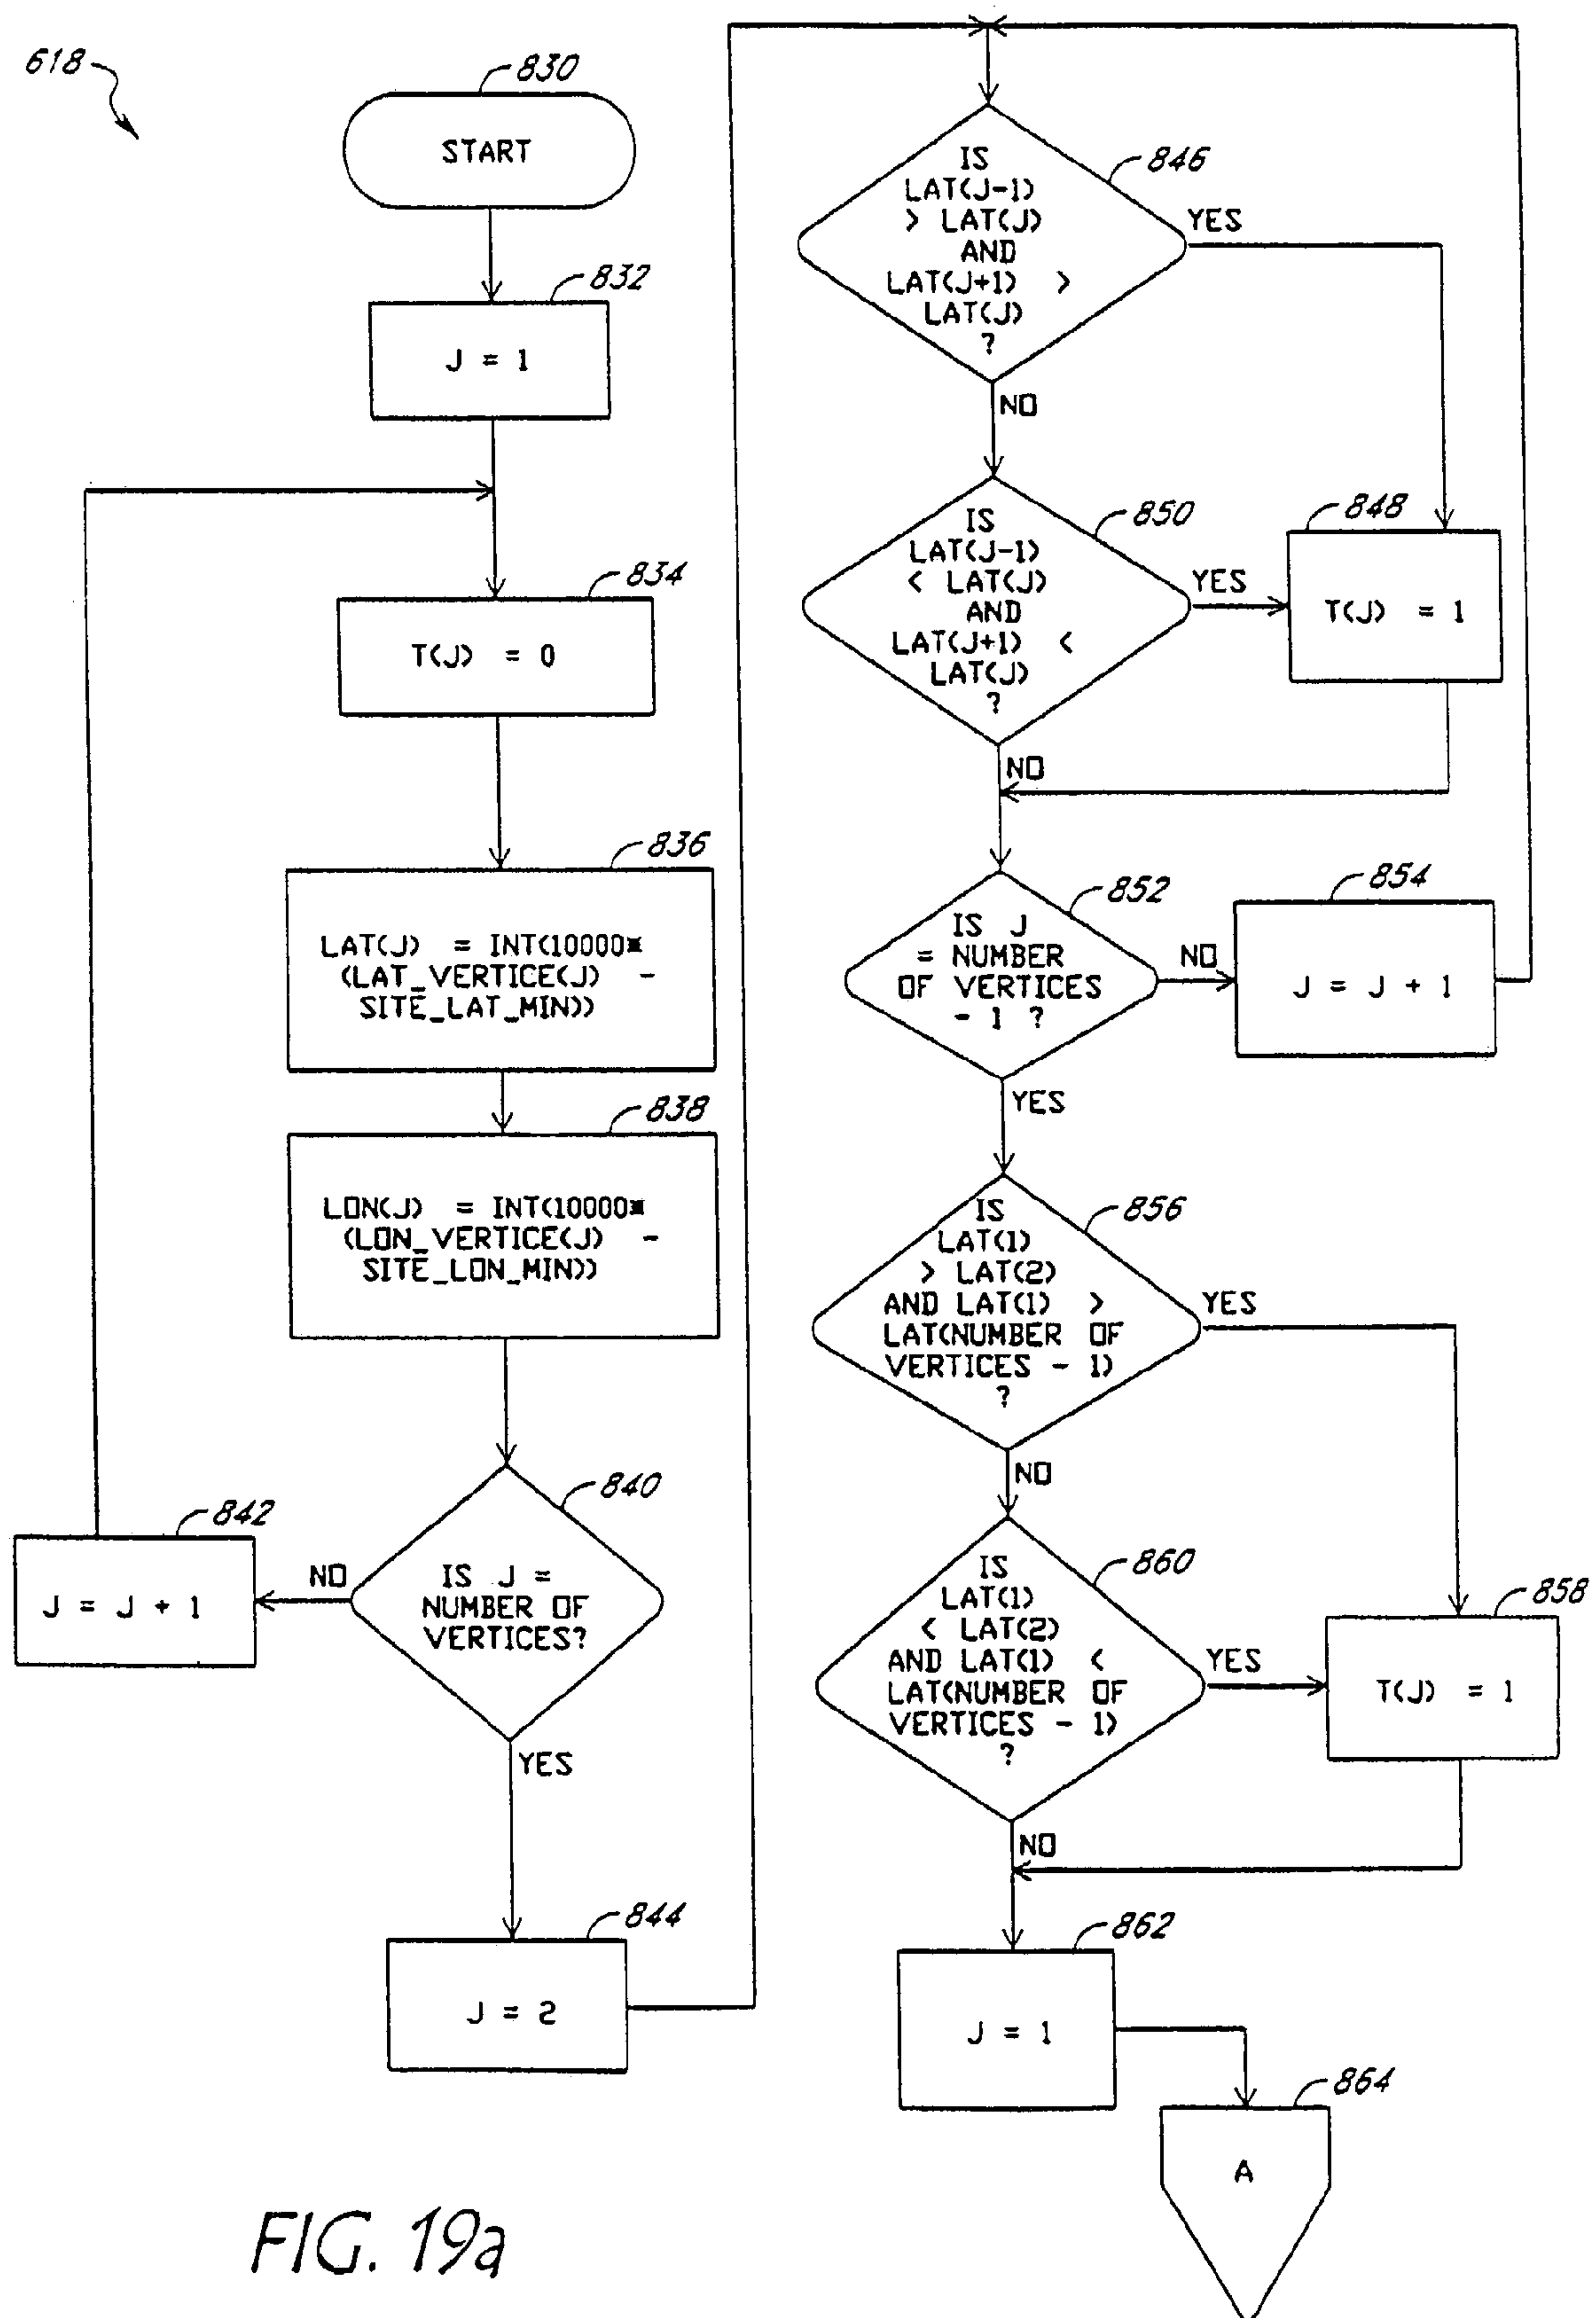 618
830
START
832
J = 1
834
T(J) = 0
836
LAT(J) = INT(10000*
(LAT_VERTICE(J) -
SITE_LAT_MIN))
838
LON(J) = INT(10000*
(LON_VERTICE(J) -
SITE_LON_MIN))
840
IS J =
NUMBER OF
VERTICES?
NO
842
J = J + 1
YES
844
J = 2
846
IS
LAT(J-1)
> LAT(J)
AND
LAT(J+1) >
LAT(J)
?
YES
NO
848
T(J) = 1
850
IS
LAT(J-1)
< LAT(J)
AND
LAT(J+1) <
LAT(J)
?
YES
NO
852
IS J
= NUMBER
OF VERTICES
- 1 ?
NO
854
J = J + 1
YES
856
IS
LAT(1)
> LAT(2)
AND LAT(1) >
LAT(NUMBER OF
VERTICES - 1)
?
YES
NO
858
T(J) = 1
860
IS
LAT(1)
< LAT(2)
AND LAT(1) <
LAT(NUMBER OF
VERTICES - 1)
?
YES
NO
862
J = 1
864
A
FIG. 19a